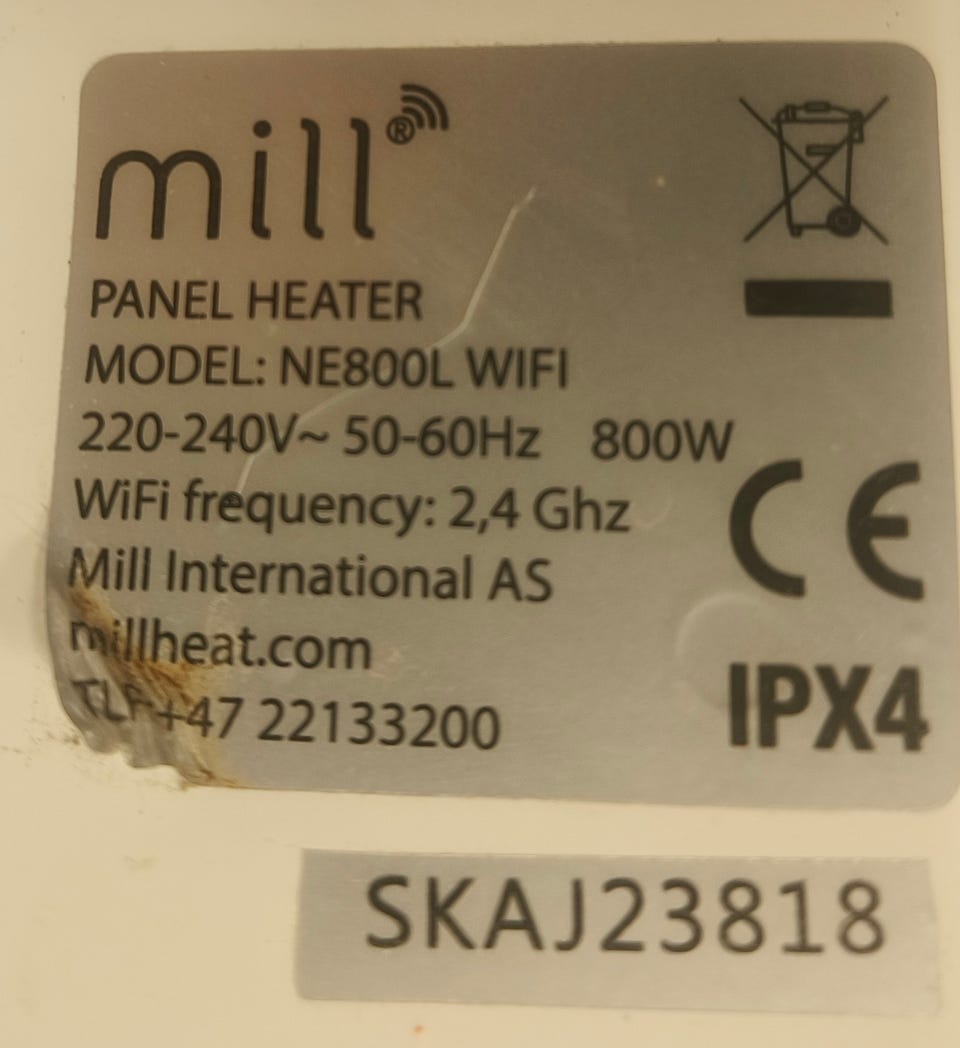 mill®
PANEL HEATER
MODEL: NE800L WIFI
220-240V~ 50-60Hz 800W
WiFi frequency: 2,4 Ghz
Mill International AS
millheat.com
TLF +47 22133200
CE
IPX4
SKAJ23818